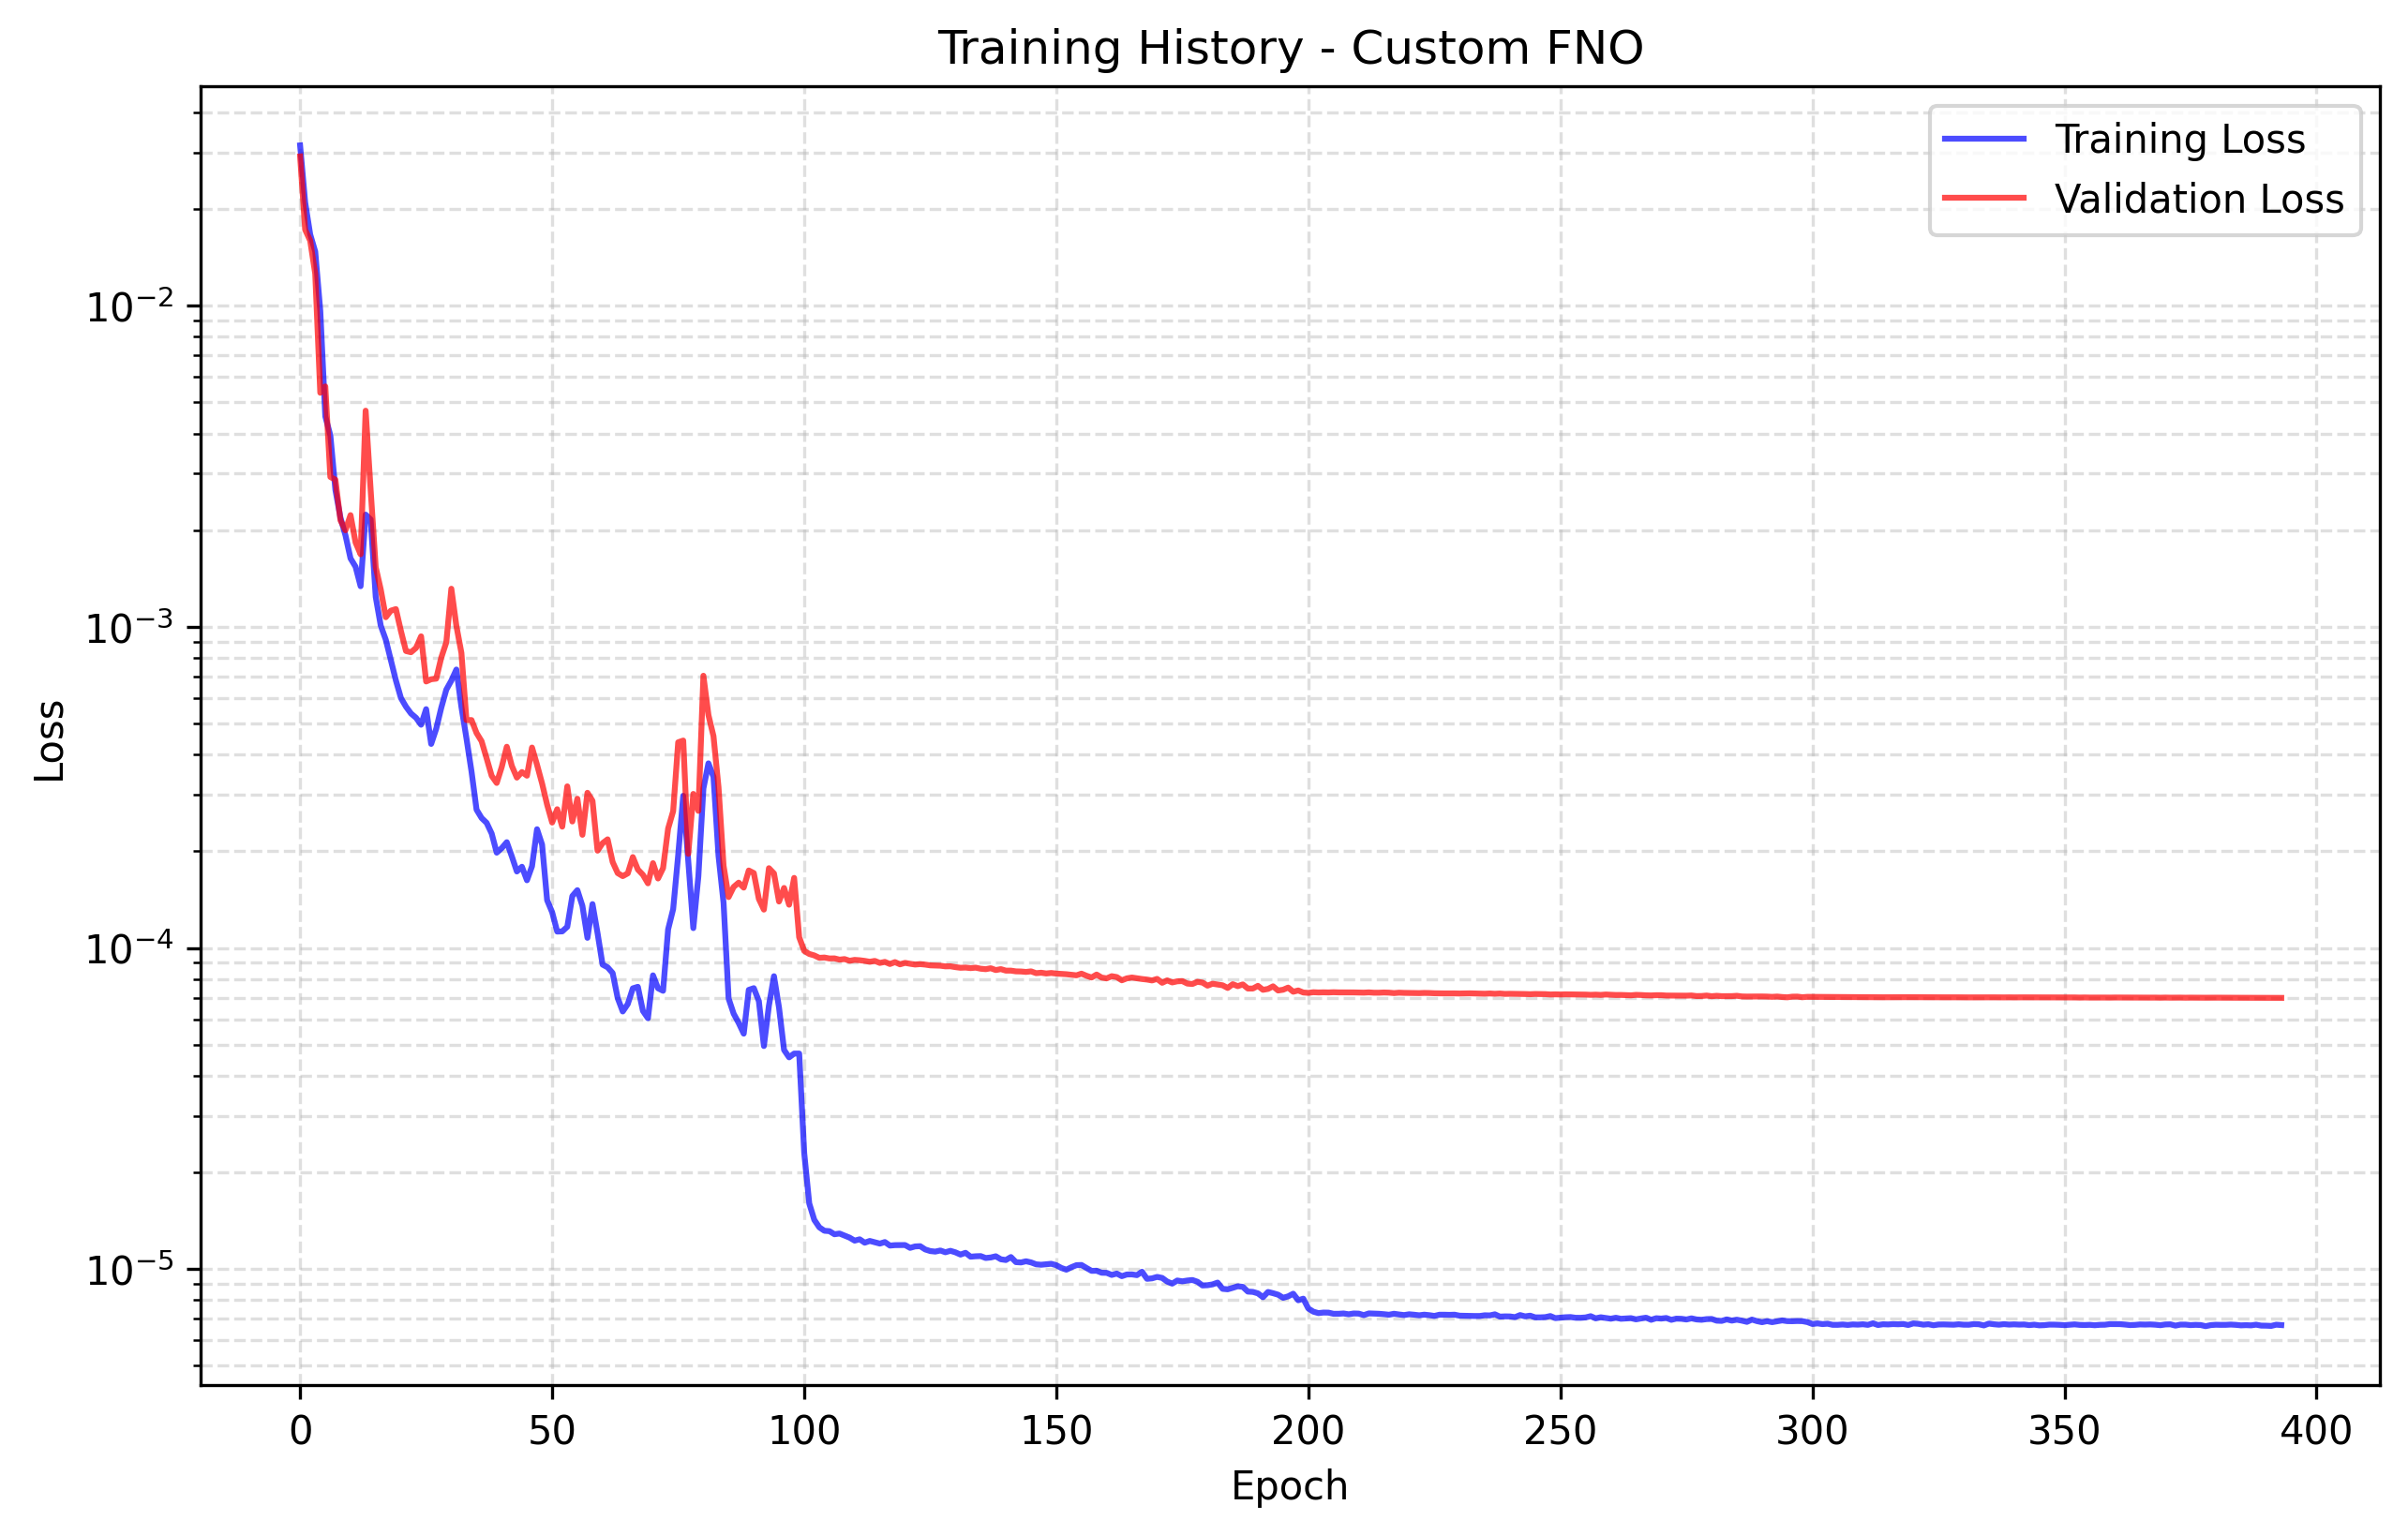 Training History - Custom FNO
Training Loss
Validation Loss
10⁻²
10⁻³
10⁻⁴
10⁻⁵
Loss
0 50 100 150 200 250 300 350 400
Epoch